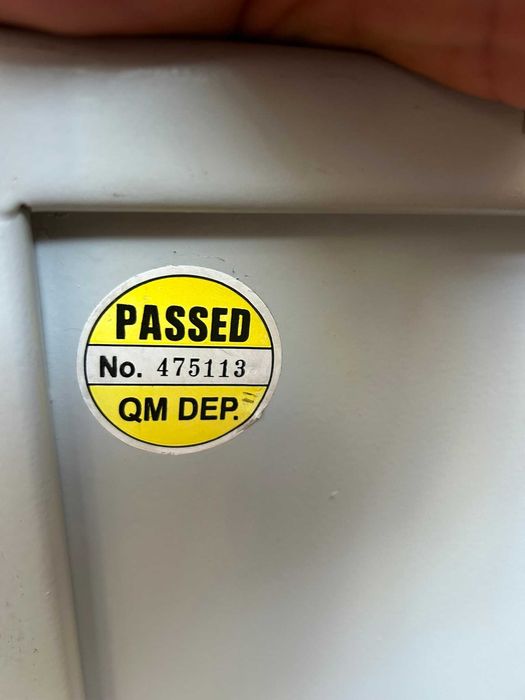 PASSED
No. 475113
QM DEP.